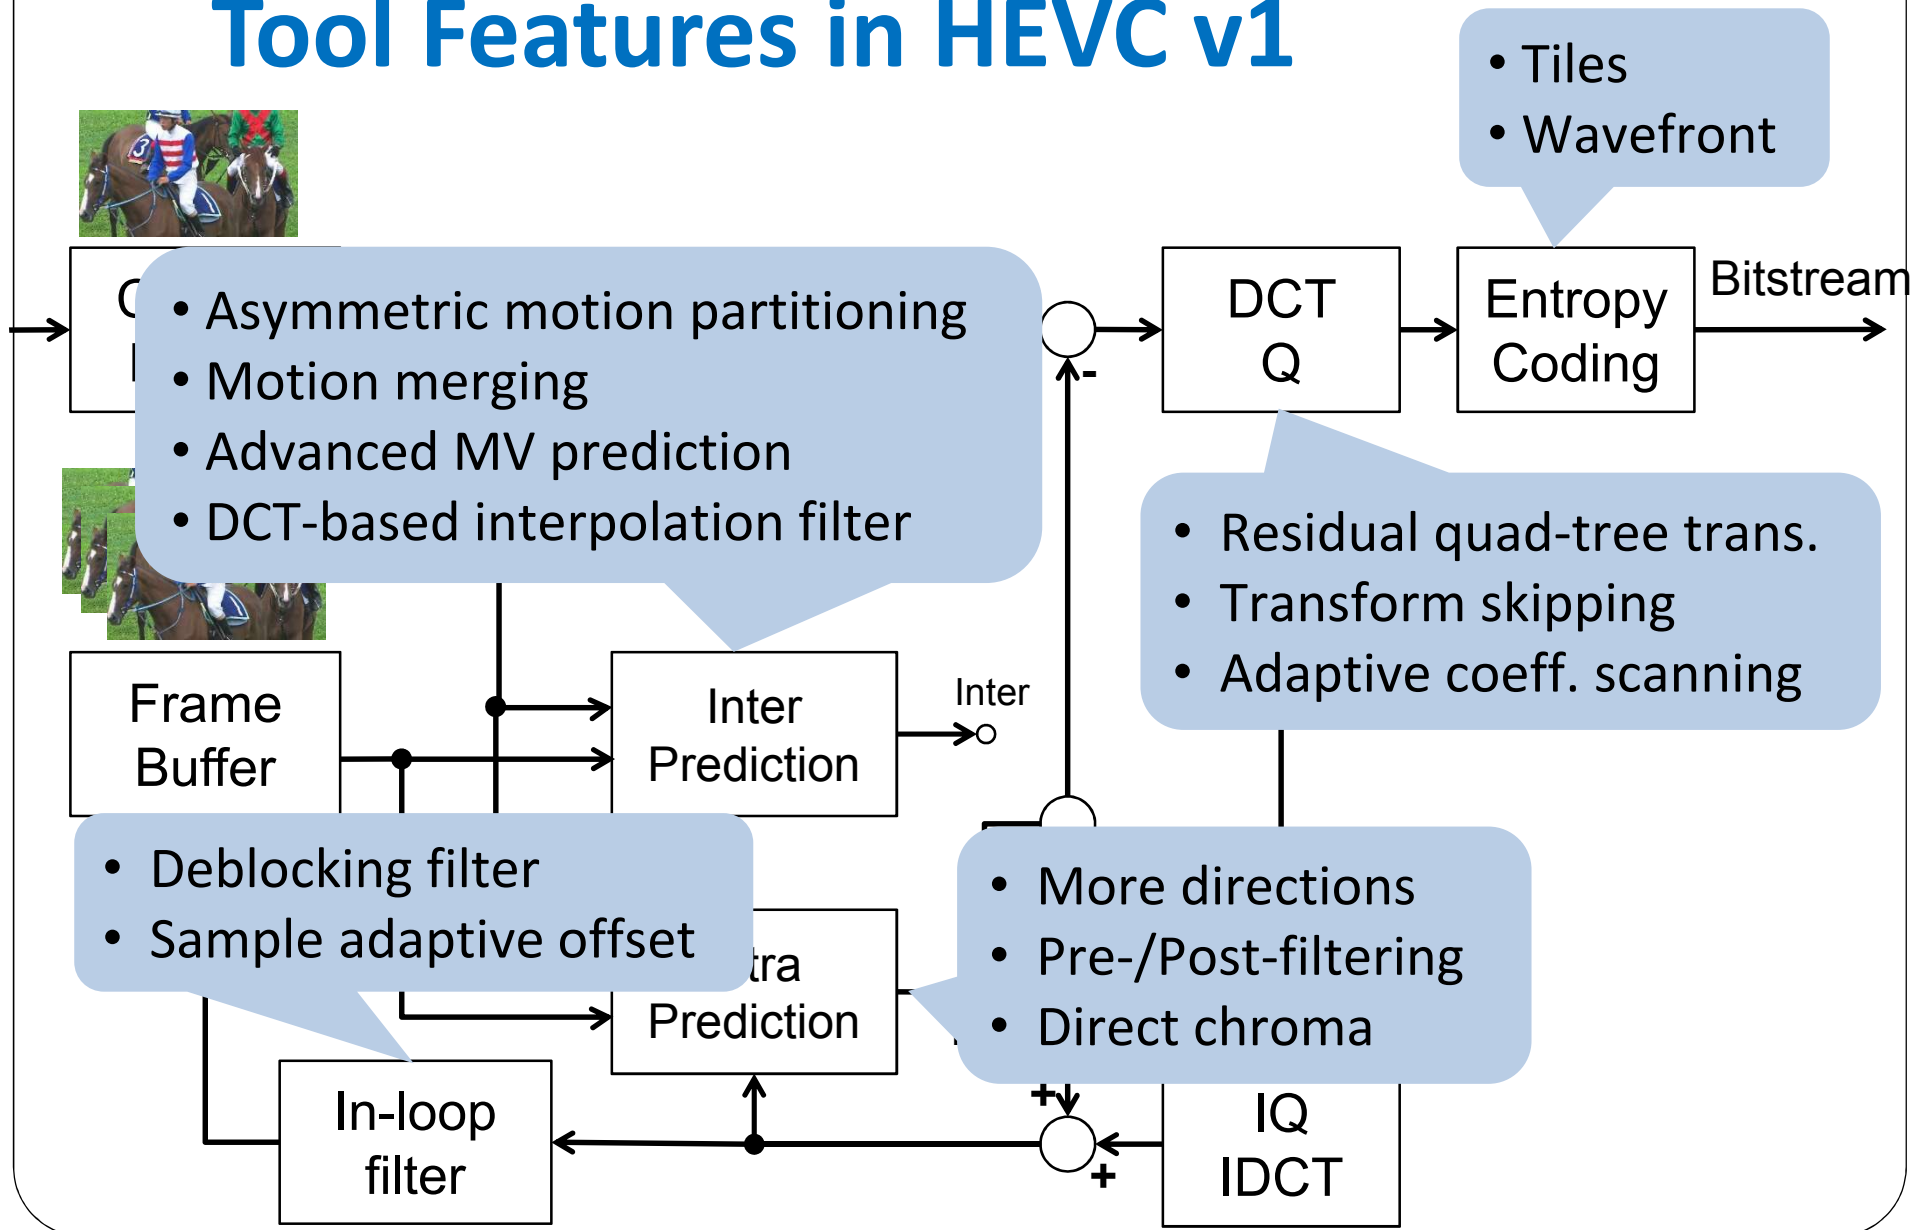 Tool Features in HEVC v1
• Tiles
• Wavefront
• Asymmetric motion partitioning
• Motion merging
• Advanced MV prediction
• DCT-based interpolation filter
DCT
Q
Entropy
Coding
Bitstream
-
• Residual quad-tree trans.
• Transform skipping
• Adaptive coeff. scanning
Frame
Buffer
Inter
Prediction
Inter
• Deblocking filter
• Sample adaptive offset
tra
Prediction
• More directions
• Pre-/Post-filtering
• Direct chroma
In-loop
filter
+
+
IQ
IDCT